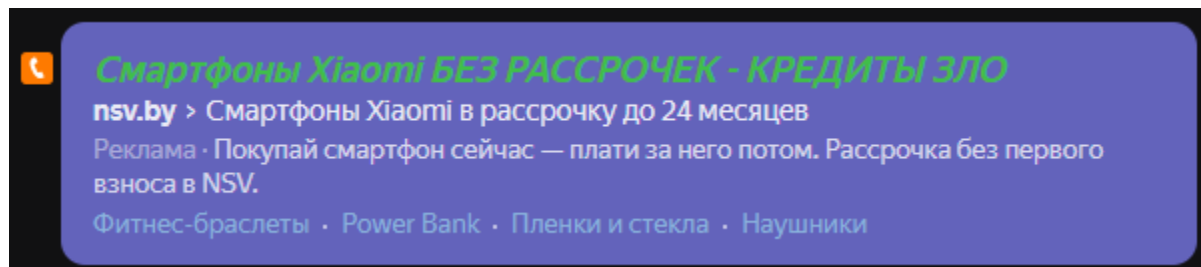 Смартфоны Xiaomi БЕЗ РАССРОЧЕК - КРЕДИТЫ ЗЛО
nsv.by › Смартфоны Xiaomi в рассрочку до 24 месяцев
Реклама · Покупай смартфон сейчас — плати за него потом. Рассрочка без первого
взноса в NSV.
Фитнес-браслеты · Power Bank · Пленки и стекла · Наушники